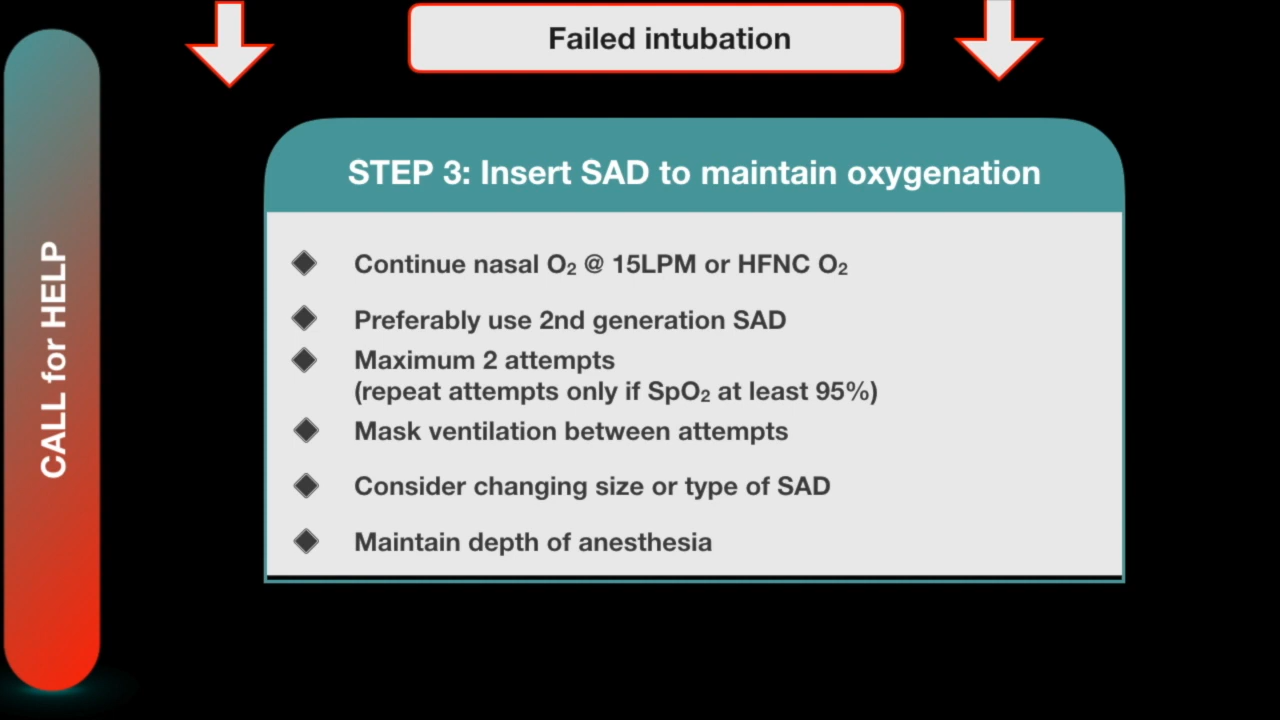 Failed intubation
CALL for HELP
STEP 3: Insert SAD to maintain oxygenation
Continue nasal O₂ @ 15LPM or HFNC O₂
Preferably use 2nd generation SAD
Maximum 2 attempts
(repeat attempts only if SpO₂ at least 95%)
Mask ventilation between attempts
Consider changing size or type of SAD
Maintain depth of anesthesia